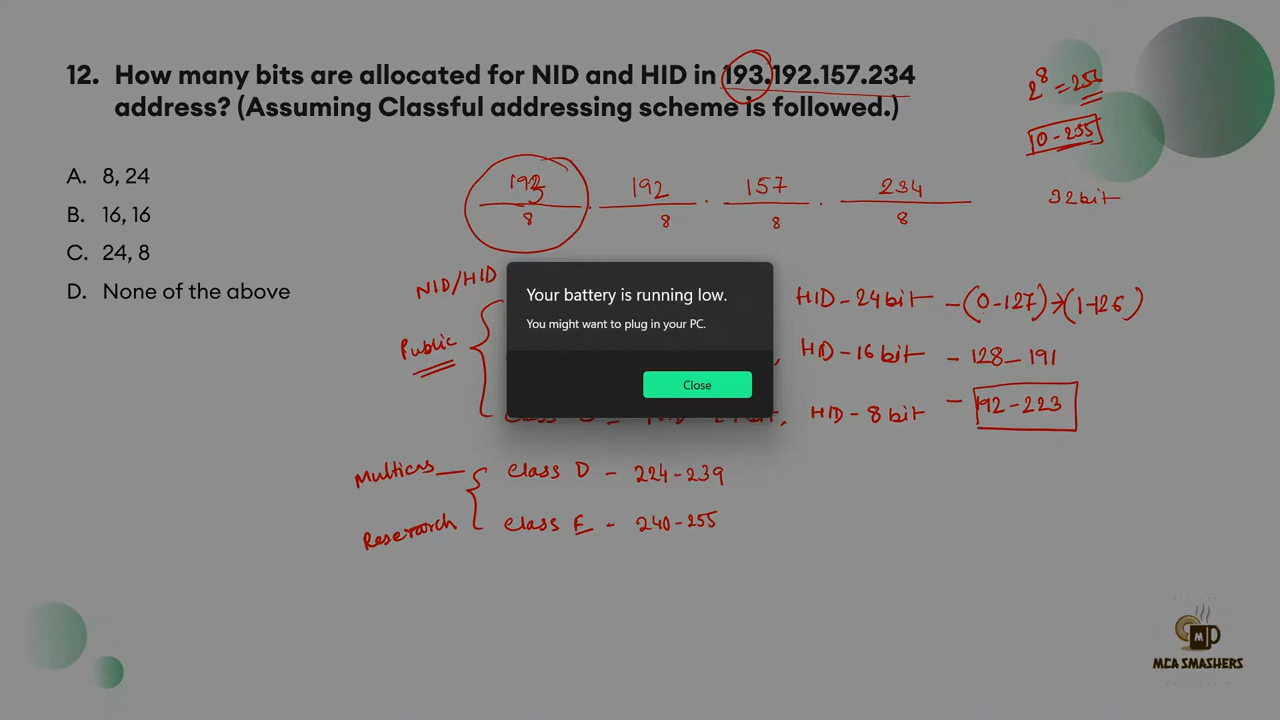 12. How many bits are allocated for NID and HID in 193.192.157.234
address? (Assuming Classful addressing scheme is followed.)
2^8 = 256
0-255
A. 8, 24
B. 16, 16
C. 24, 8
D. None of the above
193 . 192 . 157 . 234
8 8 8 8
32 bit
NID/HID
Public
HID - 24 bit - (0-127) → (1-126)
HID - 16 bit - 128 - 191
HID - 8 bit - 192 - 223
Your battery is running low.
You might want to plug in your PC.
Close
Multicas
class D - 224-239
class E - 240-255
M
MCA SMASHERS